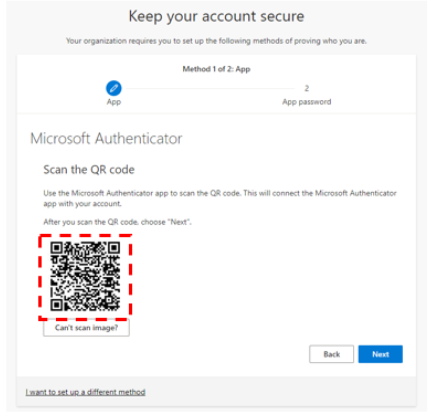 Keep your account secure
Your organization requires you to set up the following methods of proving who you are.
Method 1 of 2: App
App
2
App password
Microsoft Authenticator
Scan the QR code
Use the Microsoft Authenticator app to scan the QR code. This will connect the Microsoft Authenticator
app with your account.
After you scan the QR code, choose "Next".
Can't scan image?
Back
Next
I want to set up a different method